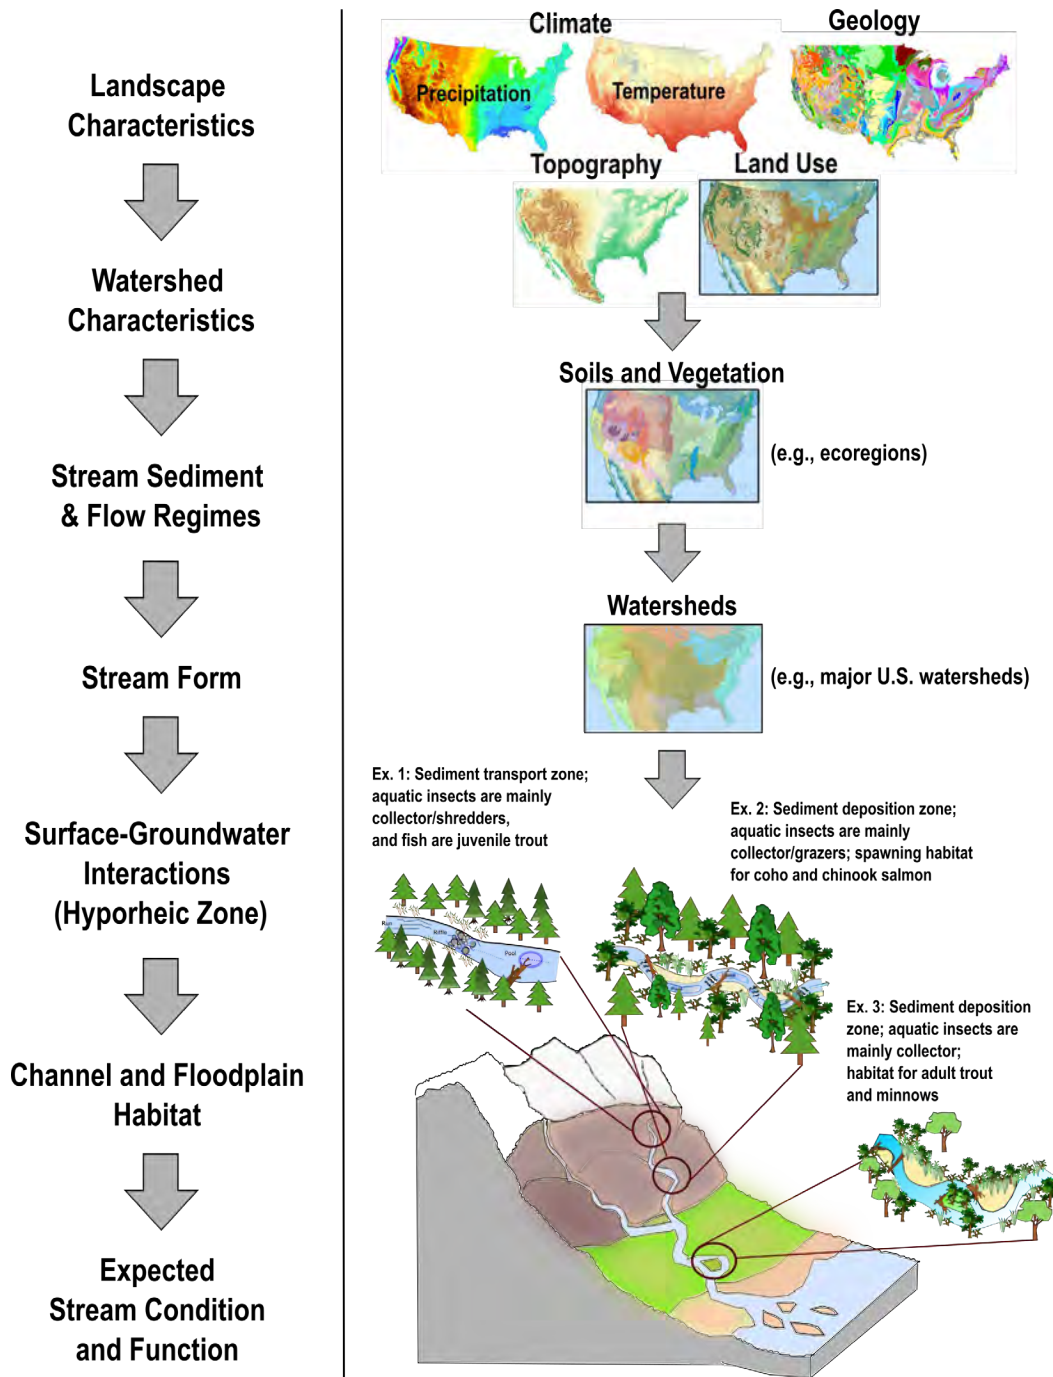 Landscape
Characteristics
Watershed
Characteristics
Stream Sediment
& Flow Regimes
Stream Form
Surface-Groundwater
Interactions
(Hyporheic Zone)
Channel and Floodplain
Habitat
Expected
Stream Condition
and Function
Climate
Geology
Precipitation
Temperature
Topography
Land Use
Soils and Vegetation
(e.g., ecoregions)
Watersheds
(e.g., major U.S. watersheds)
Ex. 1: Sediment transport zone;
aquatic insects are mainly
collector/shredders,
and fish are juvenile trout
Ex. 2: Sediment deposition zone;
aquatic insects are mainly
collector/grazers; spawning habitat
for coho and chinook salmon
Riffle
Pool
Ex. 3: Sediment deposition
zone; aquatic insects are
mainly collector;
habitat for adult trout
and minnows